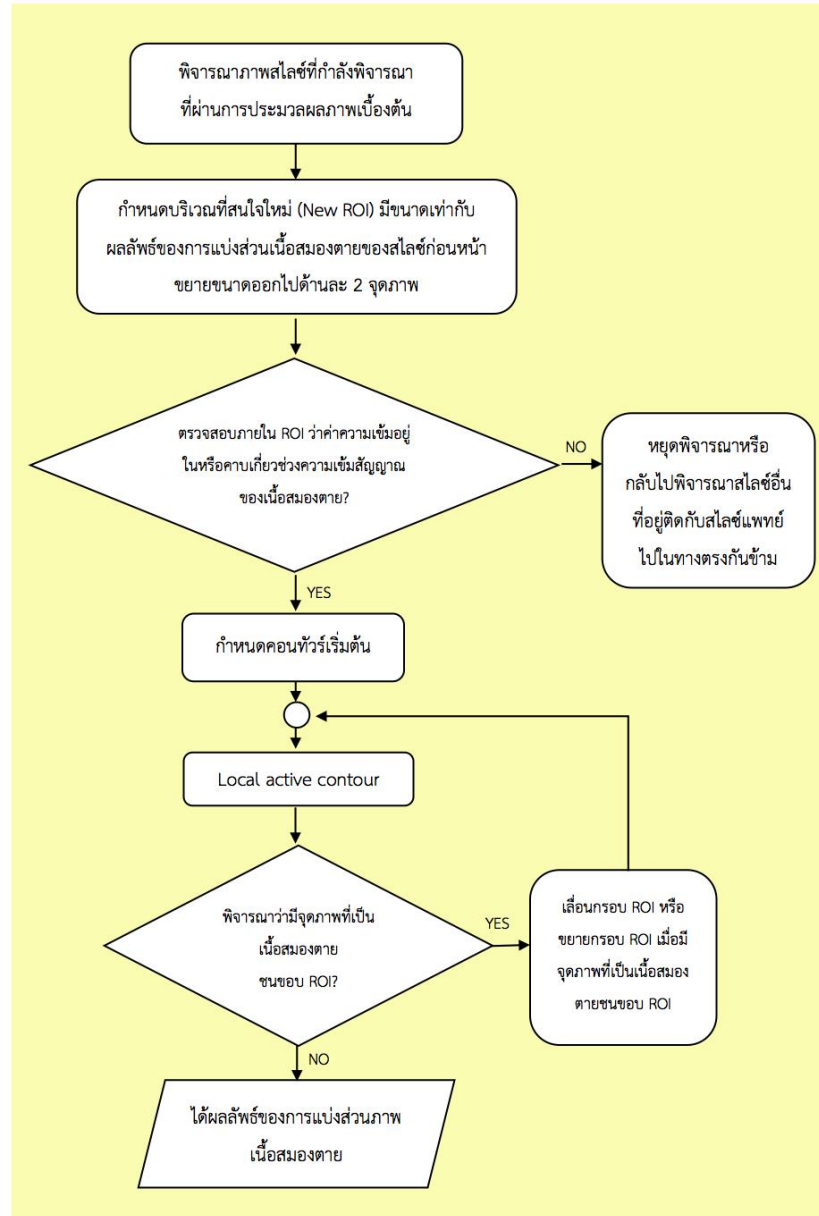 พิจารณาภาพสไลซ์ที่กำลังพิจารณา
ที่ผ่านการประมวลผลภาพเบื้องต้น
กำหนดบริเวณที่สนใจใหม่ (New ROI) มีขนาดเท่ากับ
ผลลัพธ์ของการแบ่งส่วนเนื้อสมองตายของสไลซ์ก่อนหน้า
ขยายขนาดออกไปด้านละ 2 จุดภาพ
ตรวจสอบภายใน ROI ว่าค่าความเข้มอยู่
ในหรือคาบเกี่ยวช่วงความเข้มสัญญาณ
ของเนื้อสมองตาย?
NO
หยุดพิจารณาหรือ
กลับไปพิจารณาสไลซ์อื่น
ที่อยู่ติดกับสไลซ์แพทย์
ไปในทางตรงกันข้าม
YES
กำหนดคอนทัวร์เริ่มต้น
Local active contour
พิจารณาว่ามีจุดภาพที่เป็น
เนื้อสมองตาย
ชนขอบ ROI?
YES
เลื่อนกรอบ ROI หรือ
ขยายกรอบ ROI เมื่อมี
จุดภาพที่เป็นเนื้อสมอง
ตายชนขอบ ROI
NO
ได้ผลลัพธ์ของการแบ่งส่วนภาพ
เนื้อสมองตาย